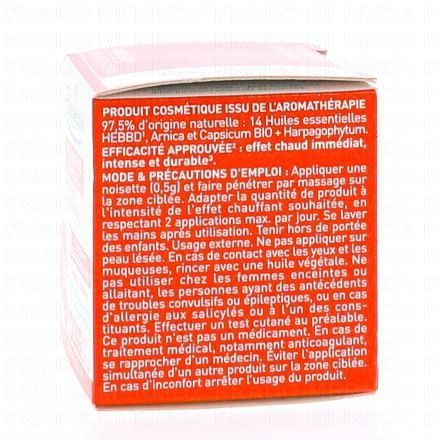 PRODUIT COSMÉTIQUE ISSU DE L'AROMATHÉRAPIE
97,5% d'origine naturelle : 14 Huiles essentielles
HEBBD¹, Arnica et Capsicum BIO + Harpagophytum.
EFFICACITÉ APPROUVÉE² : effet chaud immédiat,
intense et durable³.
MODE & PRÉCAUTIONS D'EMPLOI : Appliquer une
noisette (0,5g) et faire pénétrer par massage sur
la zone ciblée. Adapter la quantité de produit à
l'intensité de l'effet chauffant souhaitée, en
respectant 2 applications max. par jour. Se laver
les mains après utilisation. Tenir hors de portée
des enfants. Usage externe. Ne pas appliquer sur
peau lésée. En cas de contact avec les yeux et les
muqueuses, rincer avec une huile végétale. Ne
pas utiliser chez les femmes enceintes ou
allaitant, les personnes ayant des antécédents
de troubles convulsifs ou épileptiques, ou en cas
d'allergie aux salicylés ou à l'un des cons-
tituants. Effectuer un test cutané au préalable.
Ce produit n'est pas un médicament. En cas de
traitement médical, notamment anticoagulant,
se rapprocher d'un médecin. Éviter l'application
simultanée d'un autre produit sur la zone ciblée.
En cas d'inconfort arrêter l'usage du produit.